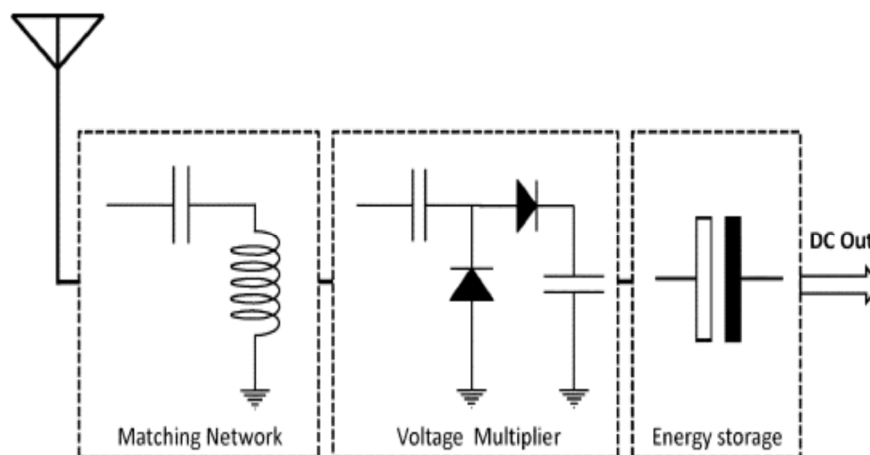 DC Out
Matching Network
Voltage Multiplier
Energy storage